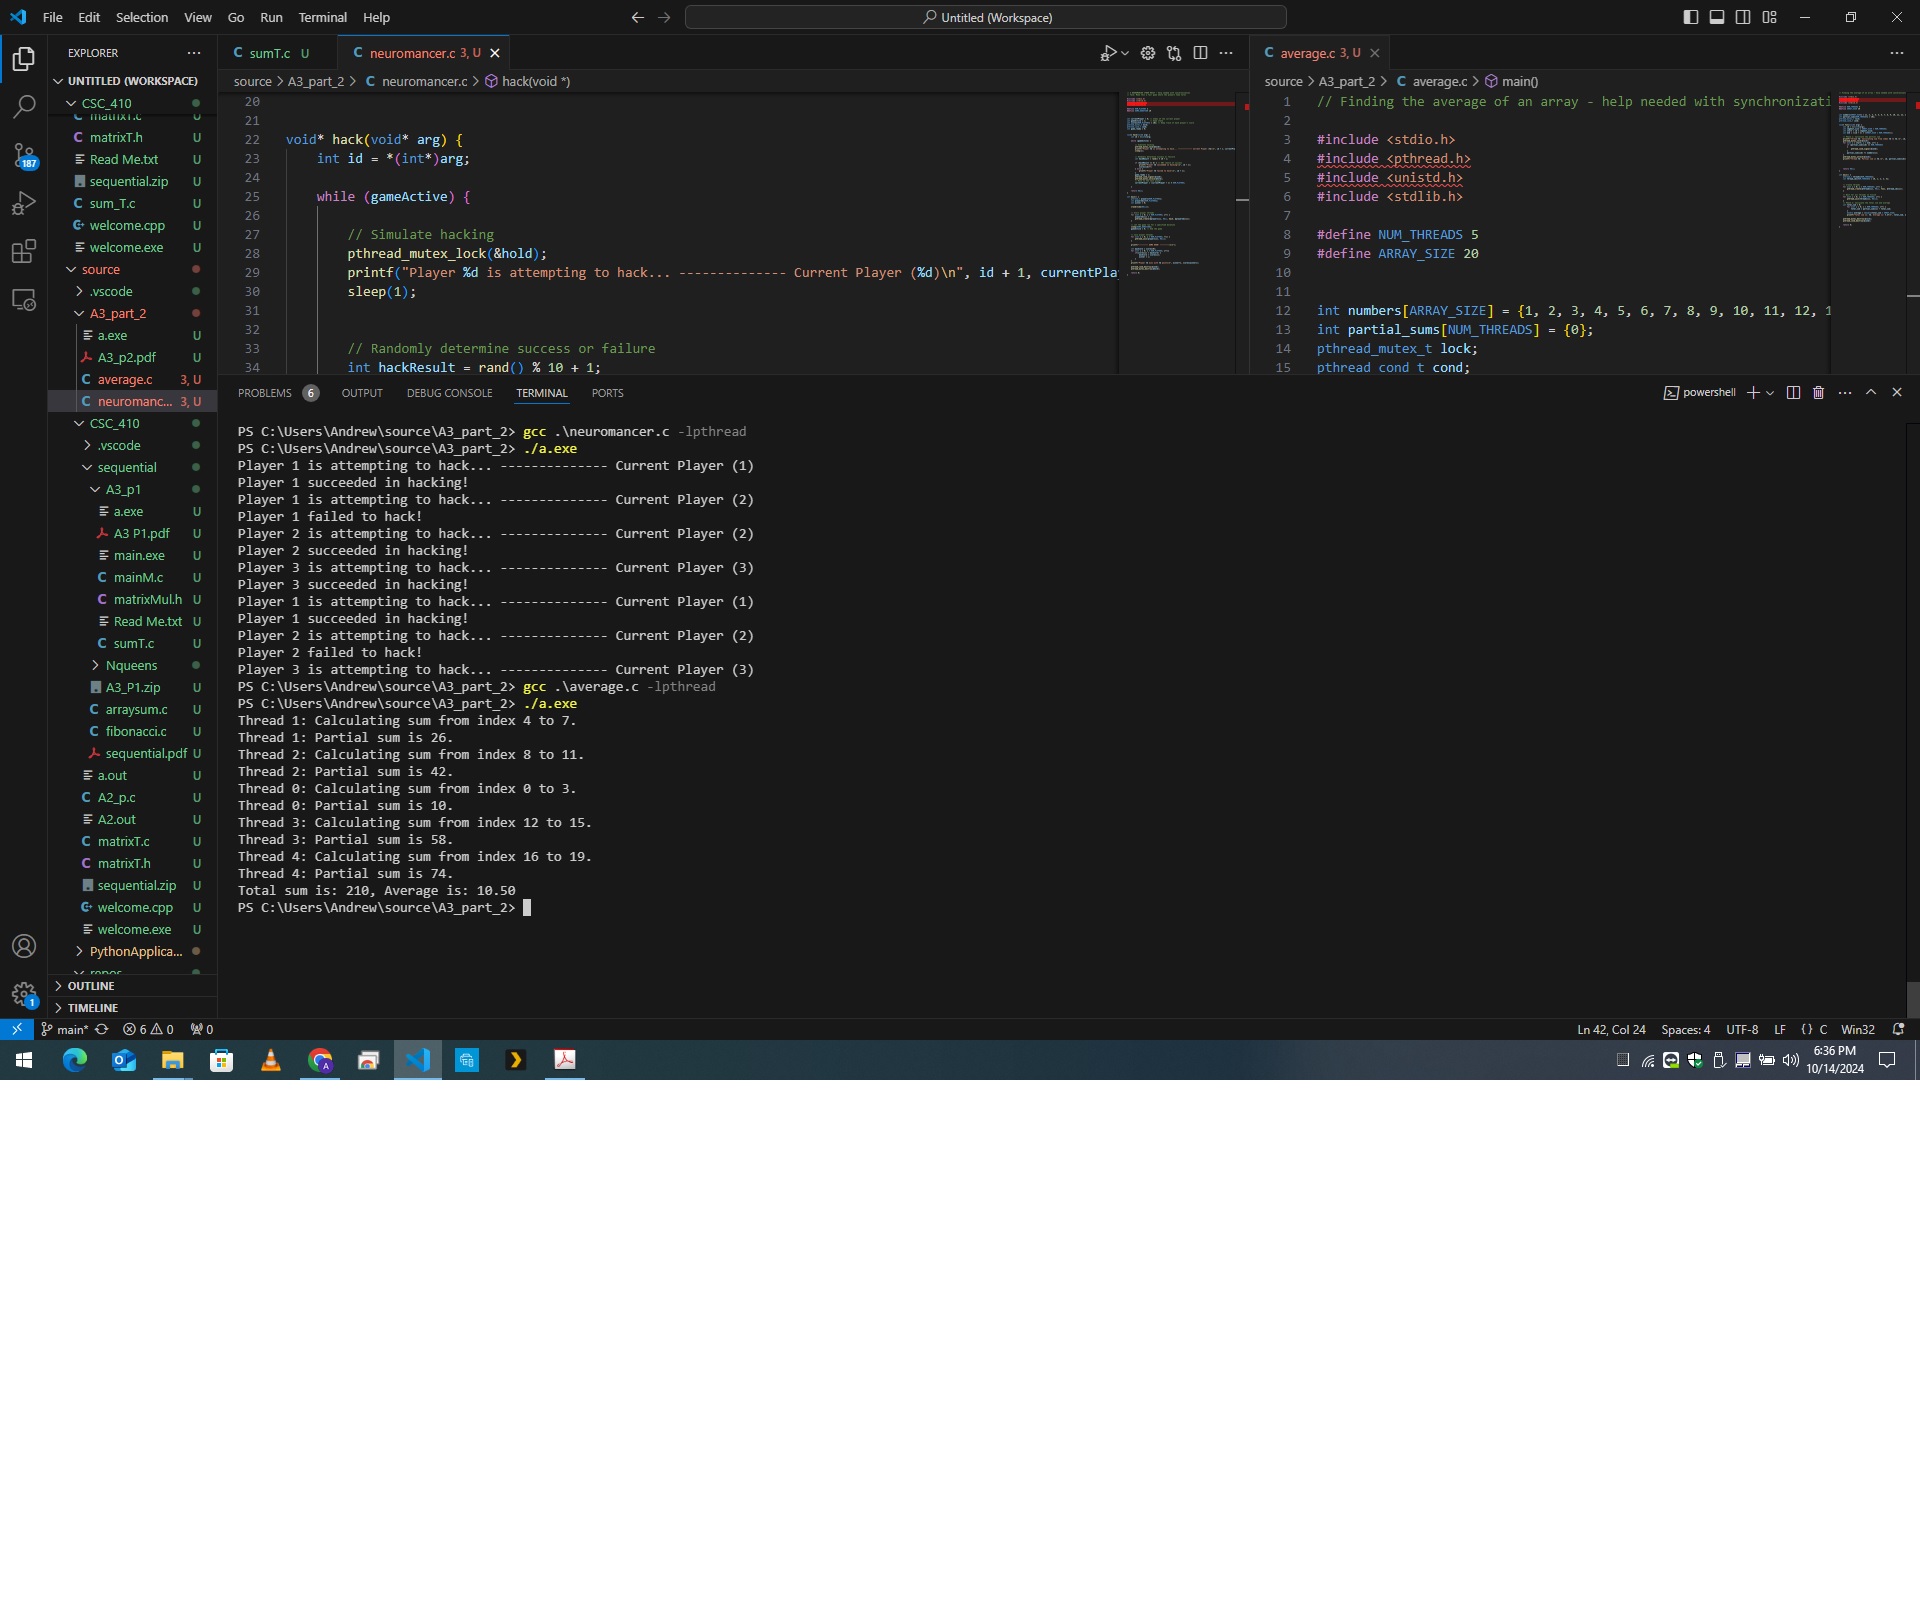 File Edit Selection View Go Run Terminal Help
Untitled (Workspace)
EXPLORER
UNTITLED (WORKSPACE)
CSC_410
matrixT.c U
matrixT.h U
Read Me.txt U
sequential.zip U
sum_T.c U
welcome.cpp U
welcome.exe U
source
.vscode
A3_part_2
a.exe U
A3_p2.pdf U
average.c 3, U
neuromanc... 3, U
CSC_410
.vscode
sequential
A3_p1
a.exe U
A3 P1.pdf U
main.exe U
mainM.c U
matrixMul.h U
Read Me.txt U
sumT.c U
Nqueens
A3_P1.zip U
arraysum.c U
fibonacci.c U
sequential.pdf U
a.out U
A2_p.c U
A2.out U
matrixT.c U
matrixT.h U
sequential.zip U
welcome.cpp U
welcome.exe U
PythonApplica...
repos
OUTLINE
TIMELINE
187
1
sumT.c U
neuromancer.c 3, U
source > A3_part_2 > C neuromancer.c > hack(void *)
20
21
22 void* hack(void* arg) {
23 int id = *(int*)arg;
24
25 while (gameActive) {
26
27 // Simulate hacking
28 pthread_mutex_lock(&hold);
29 printf("Player %d is attempting to hack... -------------- Current Player (%d)\n", id + 1, currentPla
30 sleep(1);
31
32
33 // Randomly determine success or failure
34 int hackResult = rand() % 10 + 1;
average.c 3, U
source > A3_part_2 > C average.c > main()
1 // Finding the average of an array - help needed with synchronizati
2
3 #include <stdio.h>
4 #include <pthread.h>
5 #include <unistd.h>
6 #include <stdlib.h>
7
8 #define NUM_THREADS 5
9 #define ARRAY_SIZE 20
10
11
12 int numbers[ARRAY_SIZE] = {1, 2, 3, 4, 5, 6, 7, 8, 9, 10, 11, 12, 1
13 int partial_sums[NUM_THREADS] = {0};
14 pthread_mutex_t lock;
15 pthread_cond_t cond;
PROBLEMS 6 OUTPUT DEBUG CONSOLE TERMINAL PORTS
powershell
PS C:\Users\Andrew\source\A3_part_2> gcc .\neuromancer.c -lpthread
PS C:\Users\Andrew\source\A3_part_2> ./a.exe
Player 1 is attempting to hack... -------------- Current Player (1)
Player 1 succeeded in hacking!
Player 1 is attempting to hack... -------------- Current Player (2)
Player 1 failed to hack!
Player 2 is attempting to hack... -------------- Current Player (2)
Player 2 succeeded in hacking!
Player 3 is attempting to hack... -------------- Current Player (3)
Player 3 succeeded in hacking!
Player 1 is attempting to hack... -------------- Current Player (1)
Player 1 succeeded in hacking!
Player 2 is attempting to hack... -------------- Current Player (2)
Player 2 failed to hack!
Player 3 is attempting to hack... -------------- Current Player (3)
PS C:\Users\Andrew\source\A3_part_2> gcc .\average.c -lpthread
PS C:\Users\Andrew\source\A3_part_2> ./a.exe
Thread 1: Calculating sum from index 4 to 7.
Thread 1: Partial sum is 26.
Thread 2: Calculating sum from index 8 to 11.
Thread 2: Partial sum is 42.
Thread 0: Calculating sum from index 0 to 3.
Thread 0: Partial sum is 10.
Thread 3: Calculating sum from index 12 to 15.
Thread 3: Partial sum is 58.
Thread 4: Calculating sum from index 16 to 19.
Thread 4: Partial sum is 74.
Total sum is: 210, Average is: 10.50
PS C:\Users\Andrew\source\A3_part_2>
main* 6 0 0
Ln 42, Col 24 Spaces: 4 UTF-8 LF {} C Win32
6:36 PM
10/14/2024